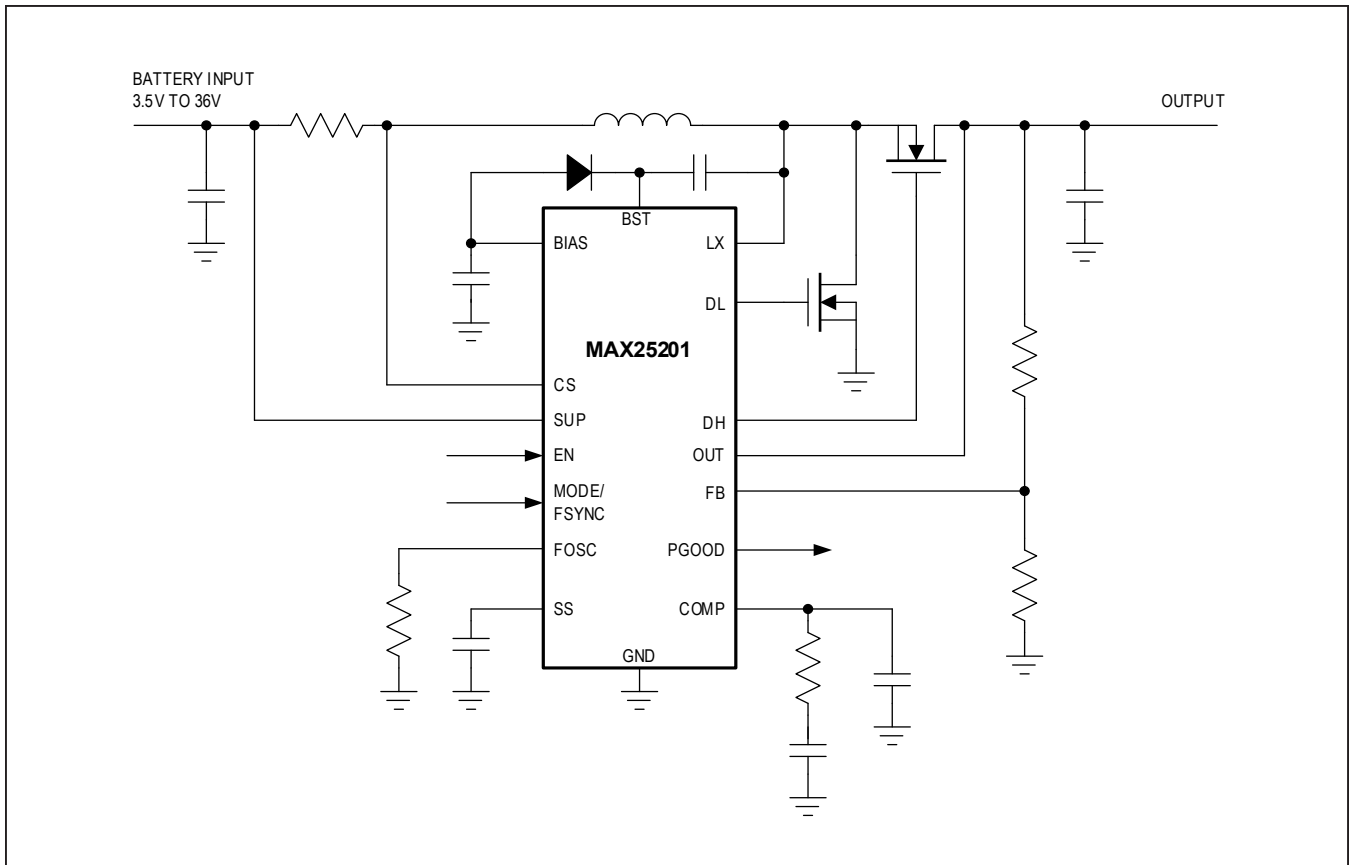 BATTERY INPUT
3.5V TO 36V
OUTPUT
BST
BIAS
LX
DL
MAX25201
CS
SUP
DH
EN
OUT
MODE/
FSYNC
FB
FOSC
PGOOD
SS
COMP
GND